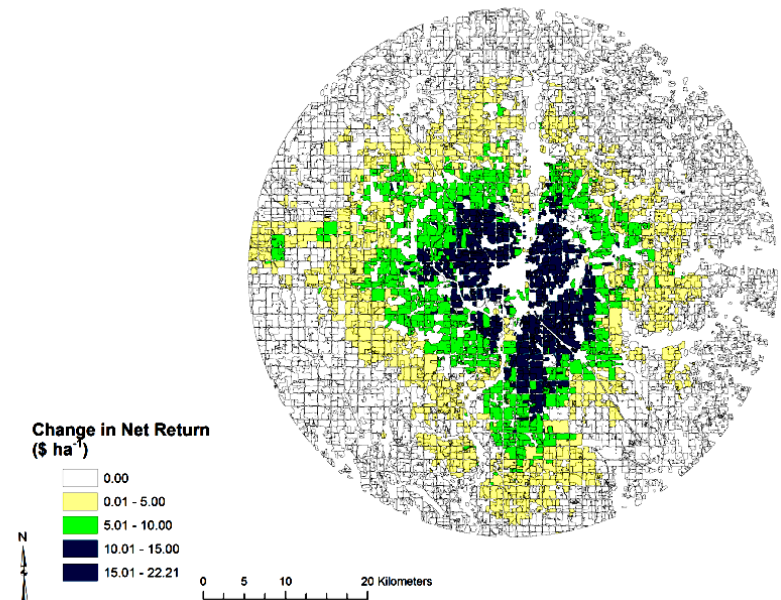 Change in Net Return
($ ha⁻¹)
0.00
0.01 - 5.00
5.01 - 10.00
10.01 - 15.00
15.01 - 22.21
N
0 5 10 20 Kilometers